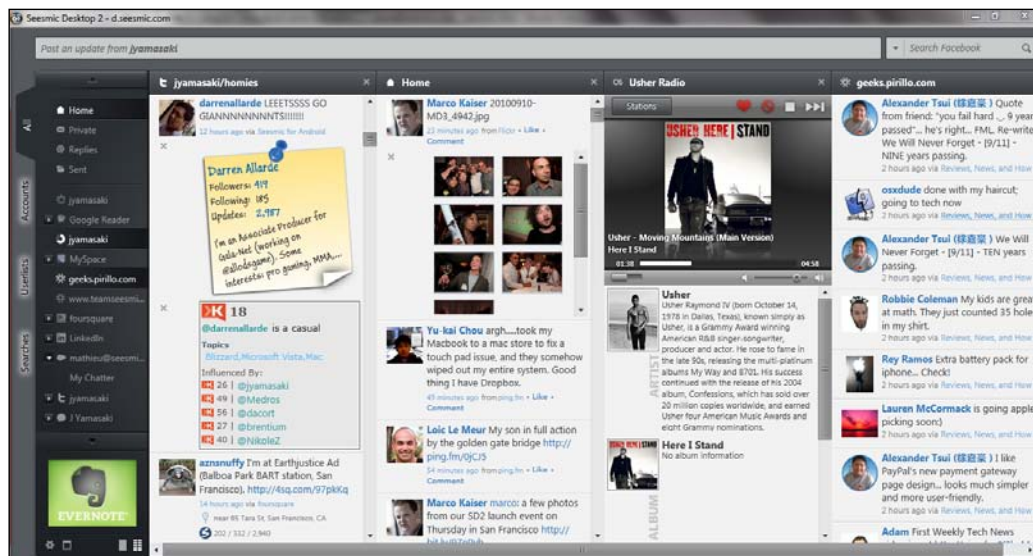 Seesmic Desktop 2 - d.seesmic.com
Post an update from jyamasaki
Search Facebook
All
Accounts
Userlists
Searches
Home
Private
Replies
Sent
jyamasaki
Google Reader
jyamasaki
MySpace
geeks.pirillo.com
www.teamseesmi...
foursquare
LinkedIn
mathieu@seesmi...
My Chatter
jyamasaki
J Yamasaki
EVERNOTE
jyamasaki/homies
darrenallarde LEEETSSSS GO
GIANNNNNNNNTS!!!!!!!
12 hours ago via Seesmic for Android
Darren Allarde
Followers: 419
Following: 185
Updates: 2,987
I'm an Associate Producer for
Gala-Net (working on
@allodsgame). Some
interests: pro gaming, MMA,....
18
@darrenallarde is a casual
Topics
Blizzard,Microsoft Vista,Mac
Influenced By:
26 | @jyamasaki
49 | @Medros
56 | @dacort
27 | @brentium
40 | @NikoleZ
aznsnuffy I'm at Earthjustice Ad
(Balboa Park BART station, San
Francisco). http://4sq.com/97pkKq
14 hours ago via foursquare
near 85 Tara St, San Francisco, CA
202 / 332 / 2,940
Home
Marco Kaiser 20100910-
MD3_4942.jpg
25 minutes ago from Flickr • Like •
Comment
Yu-kai Chou argh....took my
Macbook to a mac store to fix a
touch pad issue, and they somehow
wiped out my entire system. Good
thing I have Dropbox.
49 minutes ago from ping.fm • Like •
Comment
Loic Le Meur My son in full action
by the golden gate bridge http://
ping.fm/0jCJ5
54 minutes ago from ping.fm • Like •
Comment
Marco Kaiser marco: a few photos
from our SD2 launch event on
Thursday in San Francisco http://
Usher Radio
Stations
USHER HERE I STAND
Usher - Moving Mountains (Main Version)
Here I Stand
01:38
04:58
ARTIST
Usher
Usher Raymond IV (born October 14,
1978 in Dallas, Texas), known simply as
Usher, is a Grammy Award winning
American R&B singer-songwriter,
producer and actor. He rose to fame in
the late 90s, releasing the multi-platinum
albums My Way and 8701. His success
continued with the release of his 2004
album, Confessions, which has sold over
20 million copies worldwide, and earned
Usher four American Music Awards and
eight Grammy nominations.
ALBUM
Here I Stand
No album information
geeks.pirillo.com
Alexander Tsui (徐庭豪) Quote
from friend: "you fail hard ._. 9 year
passed"... he's right... FML. Re-write
We Will Never Forget - [9/11] -
NINE years passing.
2 hours ago via Reviews, News, and How
osxdude done with my haircut;
going to tech now
2 hours ago via Reviews, News, and How
Alexander Tsui We Will
Never Forget - [9/11] - TEN years
passing.
2 hours ago via Reviews, News, and How
Robbie Coleman My kids are grea
at math. They just counted 35 hole
in my shirt.
2 hours ago via Reviews, News, and How
Rey Ramos Extra battery pack for
iphone... Check!
2 hours ago via Reviews, News, and How
Lauren McCormack is going apple
picking soon:)
2 hours ago via Reviews, News, and How
Alexander Tsui I like
PayPal's new payment gateway
page design... looks much simpler
and more user-friendly.
2 hours ago via Reviews, News, and How
Adam First Weekly Tech News